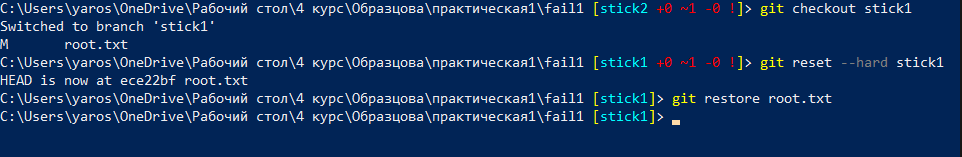 C:\Users\yaros\OneDrive\Рабочий стол\4 курс\Образцова\практическая1\fail1 [stick2 +0 ~1 -0 !]> git checkout stick1
Switched to branch 'stick1'
M       root.txt
C:\Users\yaros\OneDrive\Рабочий стол\4 курс\Образцова\практическая1\fail1 [stick1 +0 ~1 -0 !]> git reset --hard stick1
HEAD is now at ece22bf root.txt
C:\Users\yaros\OneDrive\Рабочий стол\4 курс\Образцова\практическая1\fail1 [stick1]> git restore root.txt
C:\Users\yaros\OneDrive\Рабочий стол\4 курс\Образцова\практическая1\fail1 [stick1]>